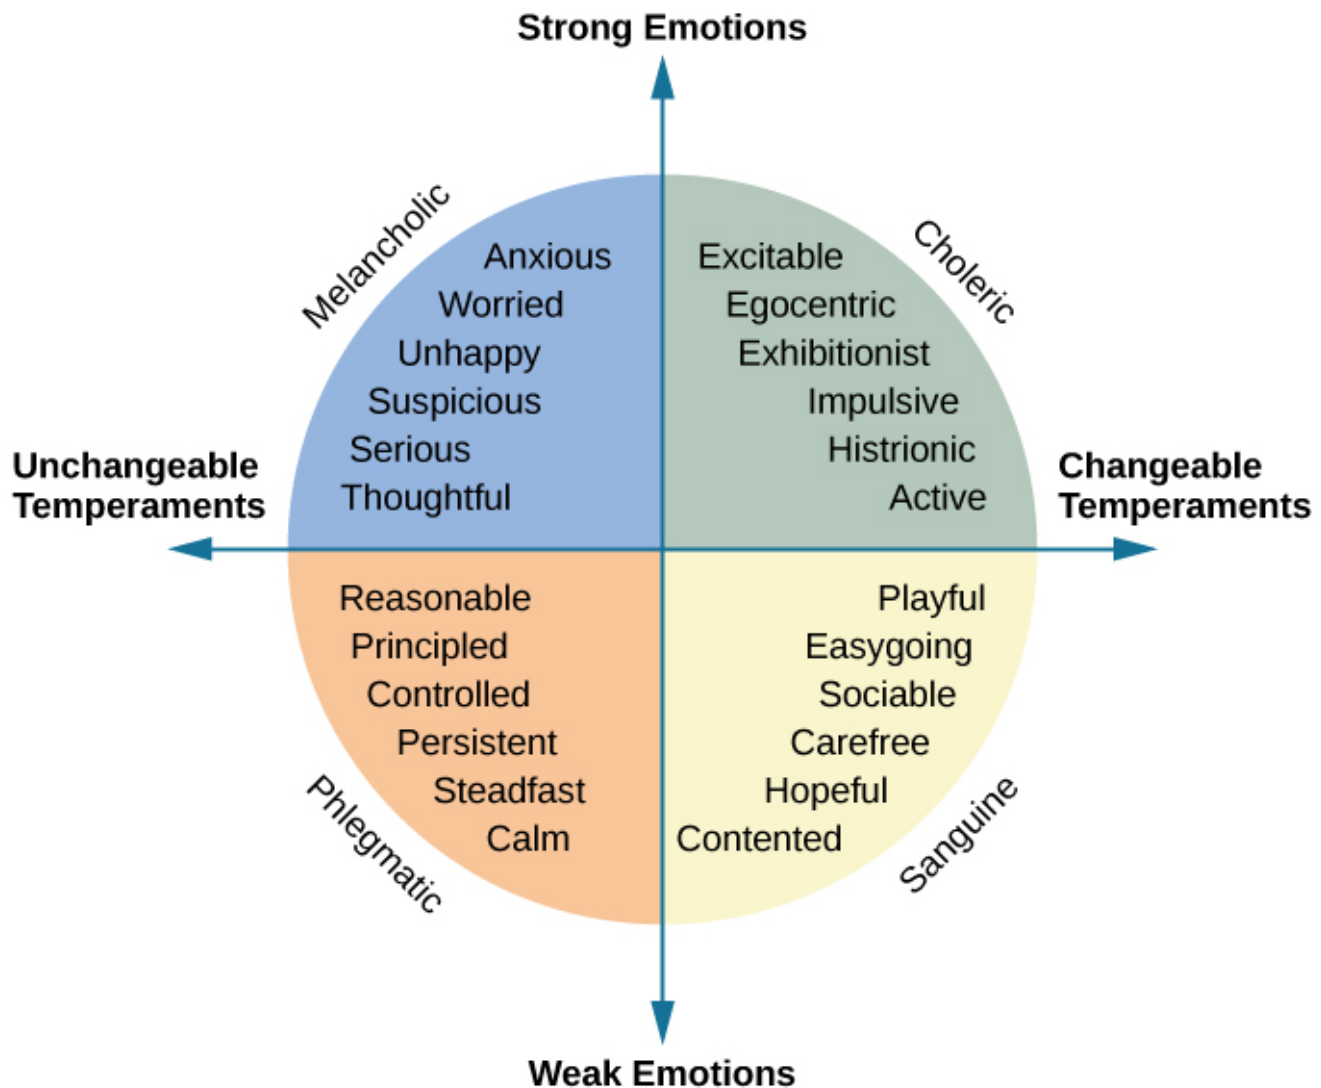 Strong Emotions
Melancholic
Choleric
Anxious
Worried
Unhappy
Suspicious
Serious
Thoughtful
Excitable
Egocentric
Exhibitionist
Impulsive
Histrionic
Active
Unchangeable
Temperaments
Changeable
Temperaments
Reasonable
Principled
Controlled
Persistent
Steadfast
Calm
Playful
Easygoing
Sociable
Carefree
Hopeful
Contented
Phlegmatic
Sanguine
Weak Emotions